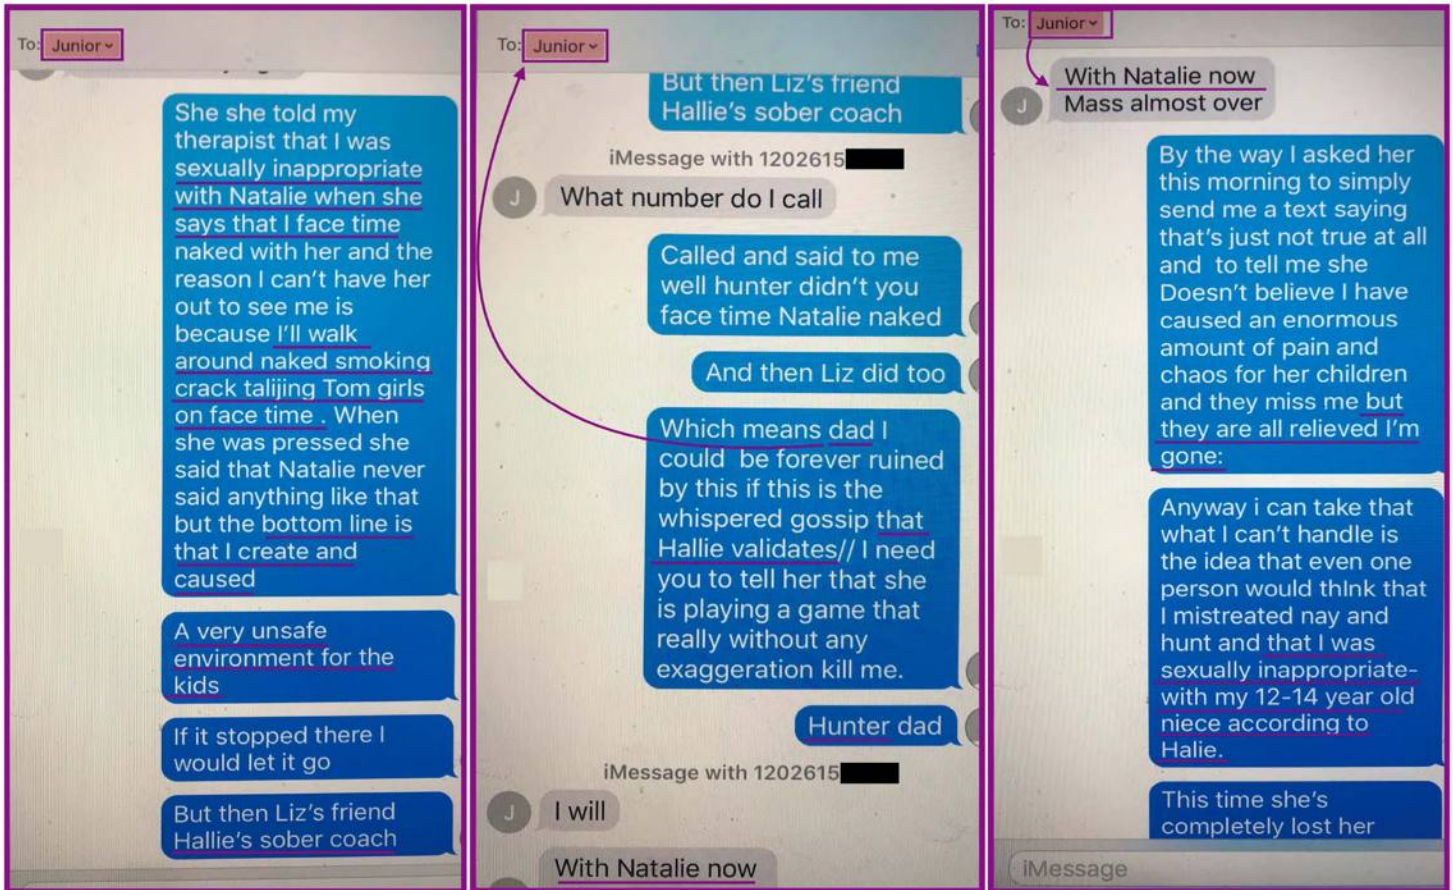 To: Junior
She she told my
therapist that I was
sexually inappropriate
with Natalie when she
says that I face time
naked with her and the
reason I can't have her
out to see me is
because I'll walk
around naked smoking
crack talijing Tom girls
on face time . When
she was pressed she
said that Natalie never
said anything like that
but the bottom line is
that I create and
caused
A very unsafe
environment for the
kids
If it stopped there I
would let it go
But then Liz's friend
Hallie's sober coach
To: Junior
But then Liz's friend
Hallie's sober coach
iMessage with 1202615
J
What number do I call
Called and said to me
well hunter didn't you
face time Natalie naked
And then Liz did too
Which means dad I
could be forever ruined
by this if this is the
whispered gossip that
Hallie validates// I need
you to tell her that she
is playing a game that
really without any
exaggeration kill me.
Hunter dad
iMessage with 1202615
J
I will
With Natalie now
To: Junior
With Natalie now
J
Mass almost over
By the way I asked her
this morning to simply
send me a text saying
that's just not true at all
and to tell me she
Doesn't believe I have
caused an enormous
amount of pain and
chaos for her children
and they miss me but
they are all relieved I'm
gone:
Anyway i can take that
what I can't handle is
the idea that even one
person would thInk that
I mistreated nay and
hunt and that I was
sexually inappropriate-
with my 12-14 year old
niece according to
Halie.
This time she's
completely lost her
iMessage